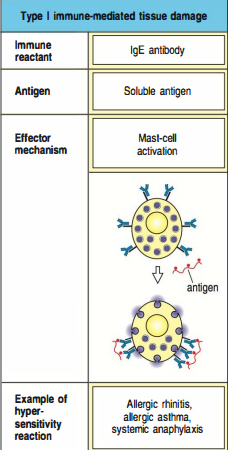 Type I immune-mediated tissue damage
Immune
reactant
IgE antibody
Antigen
Soluble antigen
Effector
mechanism
Mast-cell
activation
antigen
Example of
hyper-
sensitivity
reaction
Allergic rhinitis,
allergic asthma,
systemic anaphylaxis